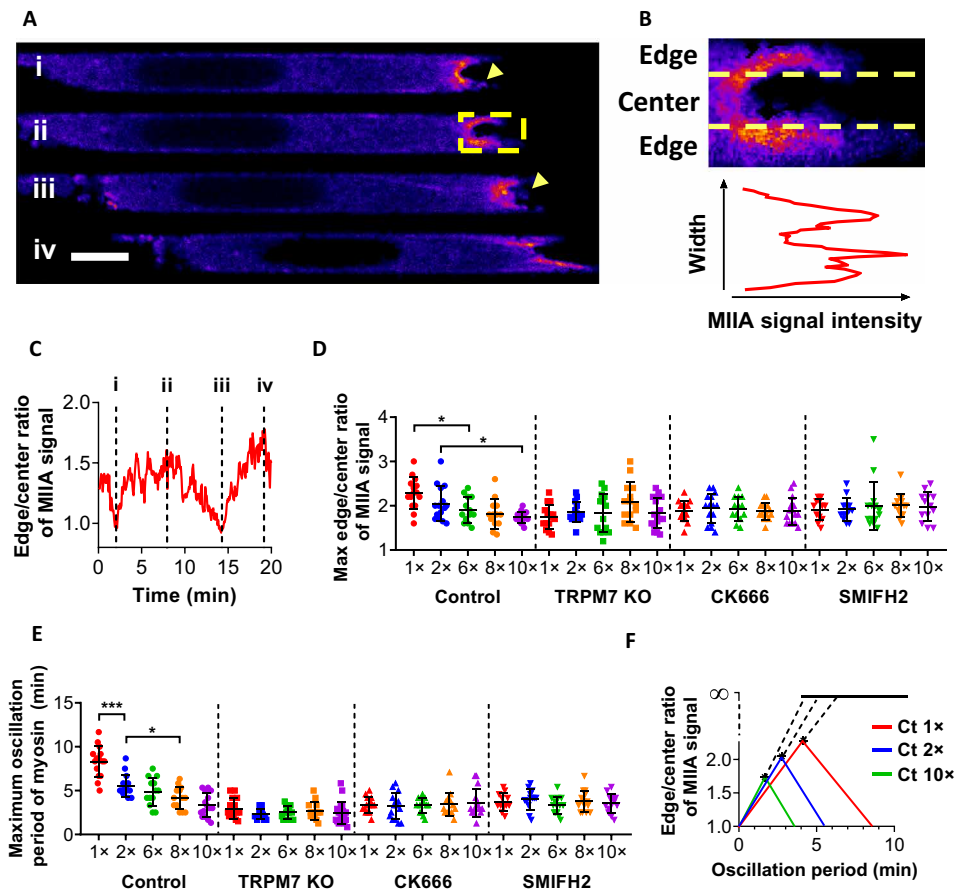 A
B
i
ii
iii
iv
Edge
Center
Edge
Width
MIIA signal intensity
C
i ii iii iv
Edge/center ratio
of MIIA signal
2.0
1.5
1.0
0 5 10 15 20
Time (min)
D
Max edge/center ratio
of MIIA signal
4
3
2
1
* *
1× 2× 6× 8× 10× 1× 2× 6× 8× 10× 1× 2× 6× 8× 10× 1× 2× 6× 8× 10×
Control TRPM7 KO CK666 SMIFH2
E
Maximum oscillation
period of myosin (min)
15
10
5
0
*** *
1× 2× 6× 8× 10× 1× 2× 6× 8× 10× 1× 2× 6× 8× 10× 1× 2× 6× 8× 10×
Control TRPM7 KO CK666 SMIFH2
F
Edge/center ratio
of MIIA signal
∞
2.0
1.5
1.0
Ct 1×
Ct 2×
Ct 10×
0 5 10
Oscillation period (min)